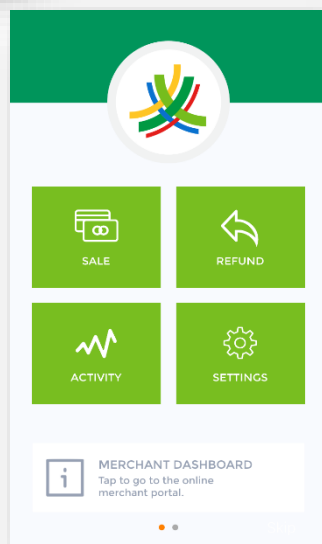 SALE
REFUND
ACTIVITY
SETTINGS
MERCHANT DASHBOARD
Tap to go to the online
merchant portal.